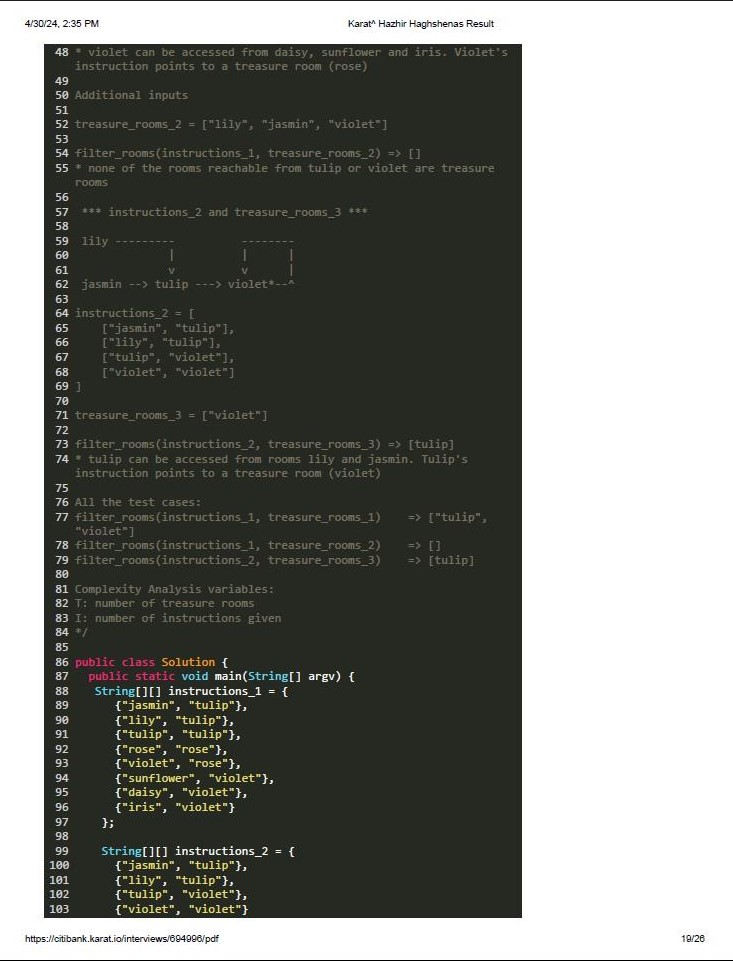 4/30/24, 2:35 PM    Karat^ Hazhir Haghshenas Result
48 * violet can be accessed from daisy, sunflower and iris. Violet's
instruction points to a treasure room (rose)
49
50 Additional inputs
51
52 treasure_rooms_2 = ["lily", "jasmin", "violet"]
53
54 filter_rooms(instructions_1, treasure_rooms_2) => []
55 * none of the rooms reachable from tulip or violet are treasure
rooms
56
57  *** instructions_2 and treasure_rooms_3 ***
58
59  lily ---------          --------
60               |          |      |
61               v          v      |
62  jasmin --> tulip ---> violet*--^
63
64 instructions_2 = [
65     ["jasmin", "tulip"],
66     ["lily", "tulip"],
67     ["tulip", "violet"],
68     ["violet", "violet"]
69 ]
70
71 treasure_rooms_3 = ["violet"]
72
73 filter_rooms(instructions_2, treasure_rooms_3) => [tulip]
74 * tulip can be accessed from rooms lily and jasmin. Tulip's
instruction points to a treasure room (violet)
75
76 All the test cases:
77 filter_rooms(instructions_1, treasure_rooms_1)    => ["tulip",
"violet"]
78 filter_rooms(instructions_1, treasure_rooms_2)    => []
79 filter_rooms(instructions_2, treasure_rooms_3)    => [tulip]
80
81 Complexity Analysis variables:
82 T: number of treasure rooms
83 I: number of instructions given
84 */
85
86 public class Solution {
87   public static void main(String[] argv) {
88    String[][] instructions_1 = {
89       {"jasmin", "tulip"},
90       {"lily", "tulip"},
91       {"tulip", "tulip"},
92       {"rose", "rose"},
93       {"violet", "rose"},
94       {"sunflower", "violet"},
95       {"daisy", "violet"},
96       {"iris", "violet"}
97     };
98
99     String[][] instructions_2 = {
100       {"jasmin", "tulip"},
101       {"lily", "tulip"},
102       {"tulip", "violet"},
103       {"violet", "violet"}
https://citibank.karat.io/interviews/694996/pdf    19/26